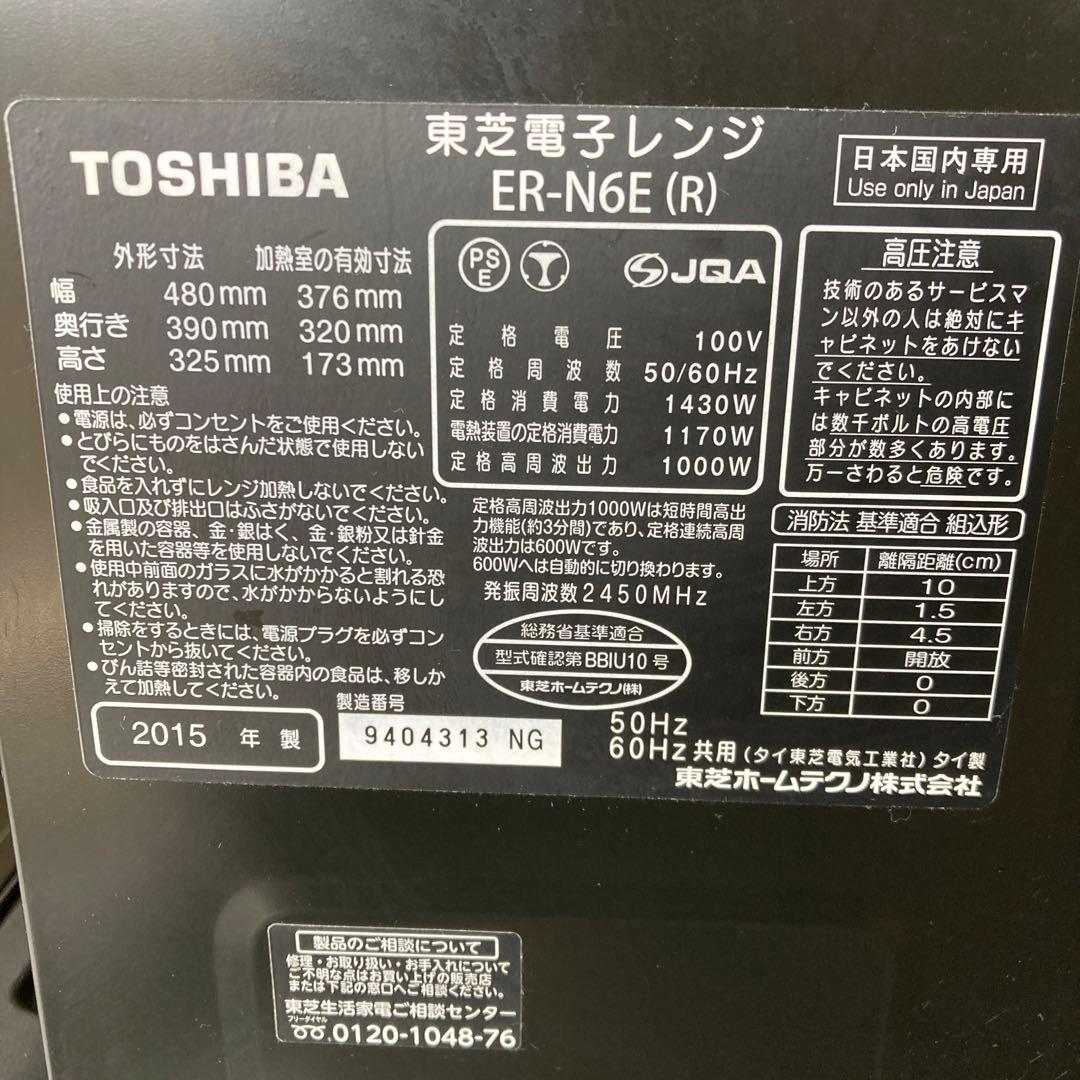 TOSHIBA
東芝電子レンジ
ER-N6E (R)
日本国内専用
Use only in Japan
外形寸法 加熱室の有効寸法
幅 480mm 376mm
奥行き 390mm 320mm
高さ 325mm 173mm
使用上の注意
●電源は、必ずコンセントをご使用ください。
●とびらにものをはさんだ状態で使用しない
でください。
●食品を入れずにレンジ加熱しないでください。
●吸入口及び排出口はふさがないでください。
●金属製の容器、金・銀はく、金・銀粉又は針金
を用いた容器等を使用しないでください。
●使用中前面のガラスに水がかかると割れる恐
れがありますので、水がかからないようにし
てください。
●掃除をするときには、電源プラグを必ずコン
セントから抜いてください。
●びん詰等密封された容器内の食品は、移しか
えて加熱してください。
2015 年製
製造番号
9404313 NG
PS
E
JQA
定格電圧 100V
定格周波数 50/60Hz
定格消費電力 1430W
電熱装置の定格消費電力 1170W
定格高周波出力 1000W
定格高周波出力1000Wは短時間高出
力機能(約3分間)であり、定格連続高周
波出力は600Wです。
600Wへは自動的に切り換わります。
発振周波数2450MHz
総務省基準適合
型式確認第BBIU10号
東芝ホームテクノ(株)
高圧注意
技術のあるサービスマ
ン以外の人は絶対にキ
ャビネットをあけない
でください。
キャビネットの内部に
は数千ボルトの高電圧
部分が数多くあります。
万一さわると危険です。
消防法 基準適合 組込形
場所 離隔距離(cm)
上方 10
左方 1.5
右方 4.5
前方 開放
後方 0
下方 0
50Hz
60Hz共用(タイ東芝電気工業社)タイ製
東芝ホームテクノ株式会社
製品のご相談について
修理・お取り扱い・お手入れについて
ご不明な点はお買い上げの販売店
または下記の窓口へご相談ください。
東芝生活家電ご相談センター
フリーダイヤル
0120-1048-76